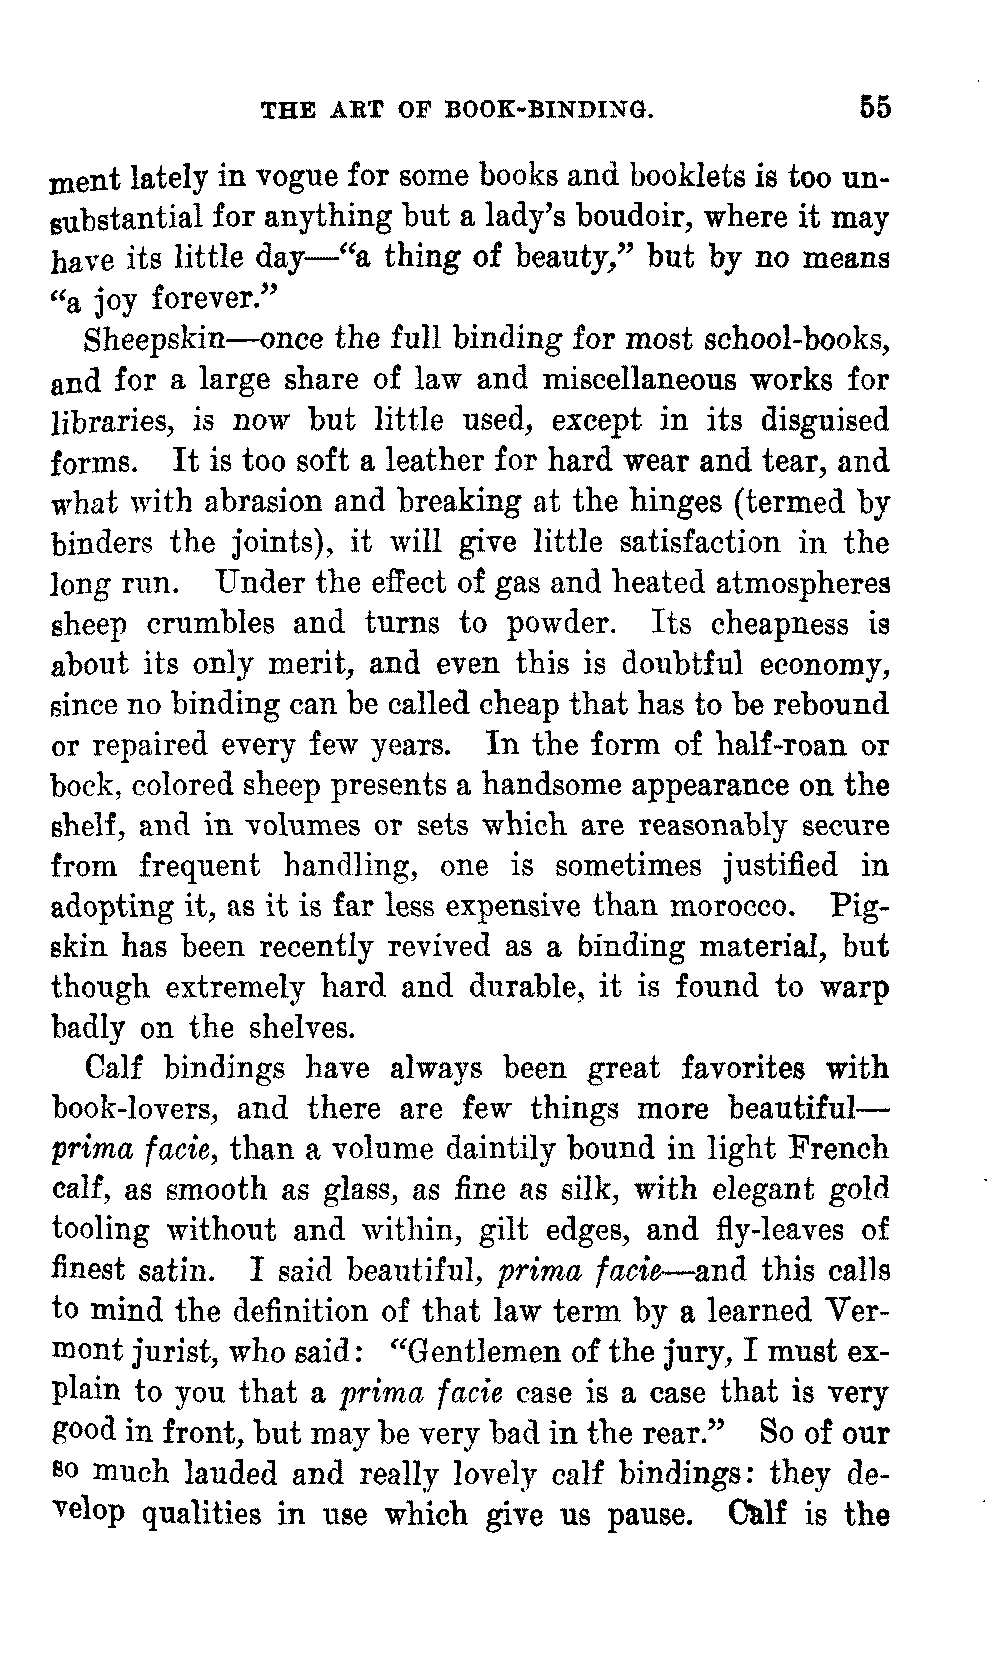 THE ART OF BOOK-BINDING. 55
ment lately in vogue for some books and booklets is too un-
substantial for anything but a lady's boudoir, where it may
have its little day—“a thing of beauty,” but by no means
“a joy forever.”
Sheepskin—once the full binding for most school-books,
and for a large share of law and miscellaneous works for
libraries, is now but little used, except in its disguised
forms. It is too soft a leather for hard wear and tear, and
what with abrasion and breaking at the hinges (termed by
binders the joints), it will give little satisfaction in the
long run. Under the effect of gas and heated atmospheres
sheep crumbles and turns to powder. Its cheapness is
about its only merit, and even this is doubtful economy,
since no binding can be called cheap that has to be rebound
or repaired every few years. In the form of half-roan or
bock, colored sheep presents a handsome appearance on the
shelf, and in volumes or sets which are reasonably secure
from frequent handling, one is sometimes justified in
adopting it, as it is far less expensive than morocco. Pig-
skin has been recently revived as a binding material, but
though extremely hard and durable, it is found to warp
badly on the shelves.
Calf bindings have always been great favorites with
book-lovers, and there are few things more beautiful—
prima facie, than a volume daintily bound in light French
calf, as smooth as glass, as fine as silk, with elegant gold
tooling without and within, gilt edges, and fly-leaves of
finest satin. I said beautiful, prima facie—and this calls
to mind the definition of that law term by a learned Ver-
mont jurist, who said: “Gentlemen of the jury, I must ex-
plain to you that a prima facie case is a case that is very
good in front, but may be very bad in the rear.” So of our
so much lauded and really lovely calf bindings: they de-
velop qualities in use which give us pause. Calf is the